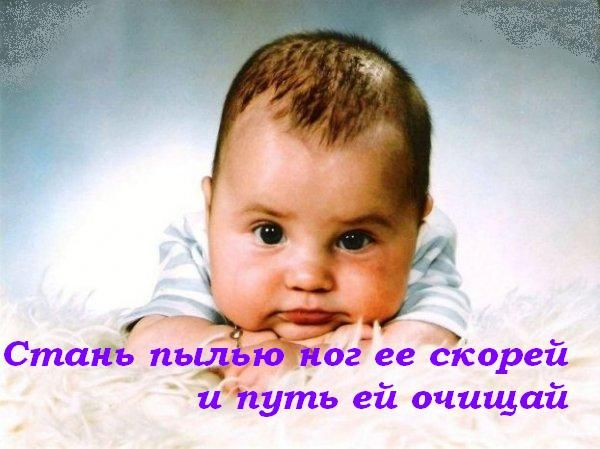 Стань пылью ног ее скорей
и путь ей очищай